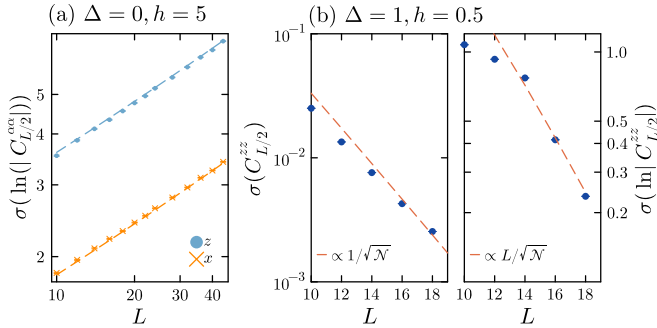 (a) Δ = 0, h = 5
σ(ln(|C^{αα}_{L/2}|))
5
4
3
2
10
20
30
40
L
z
x
(b) Δ = 1, h = 0.5
σ(C^{zz}_{L/2})
10^{−1}
10^{−2}
10^{−3}
10
12
14
16
18
L
∝ 1/√𝒩
10
12
14
16
18
L
∝ L/√𝒩
1.0
0.5
0.4
0.3
0.2
σ(ln|C^{zz}_{L/2}|)